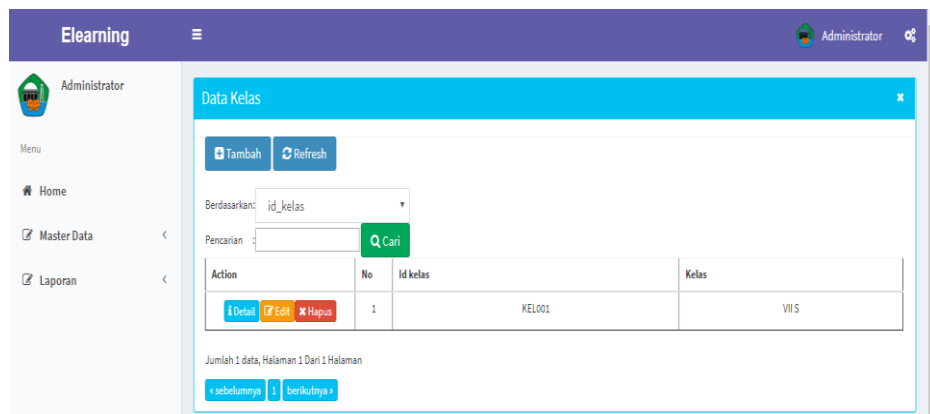 Elearning
Administrator
Administrator
Menu
Home
Master Data
Laporan
Data Kelas
Tambah Refresh
Berdasarkan: id_kelas
Pencarian : Cari
Action No Id kelas Kelas
Detail Edit Hapus 1 KEL001 VII S
Jumlah 1 data, Halaman 1 Dari 1 Halaman
« sebelumnya 1 berikutnya »